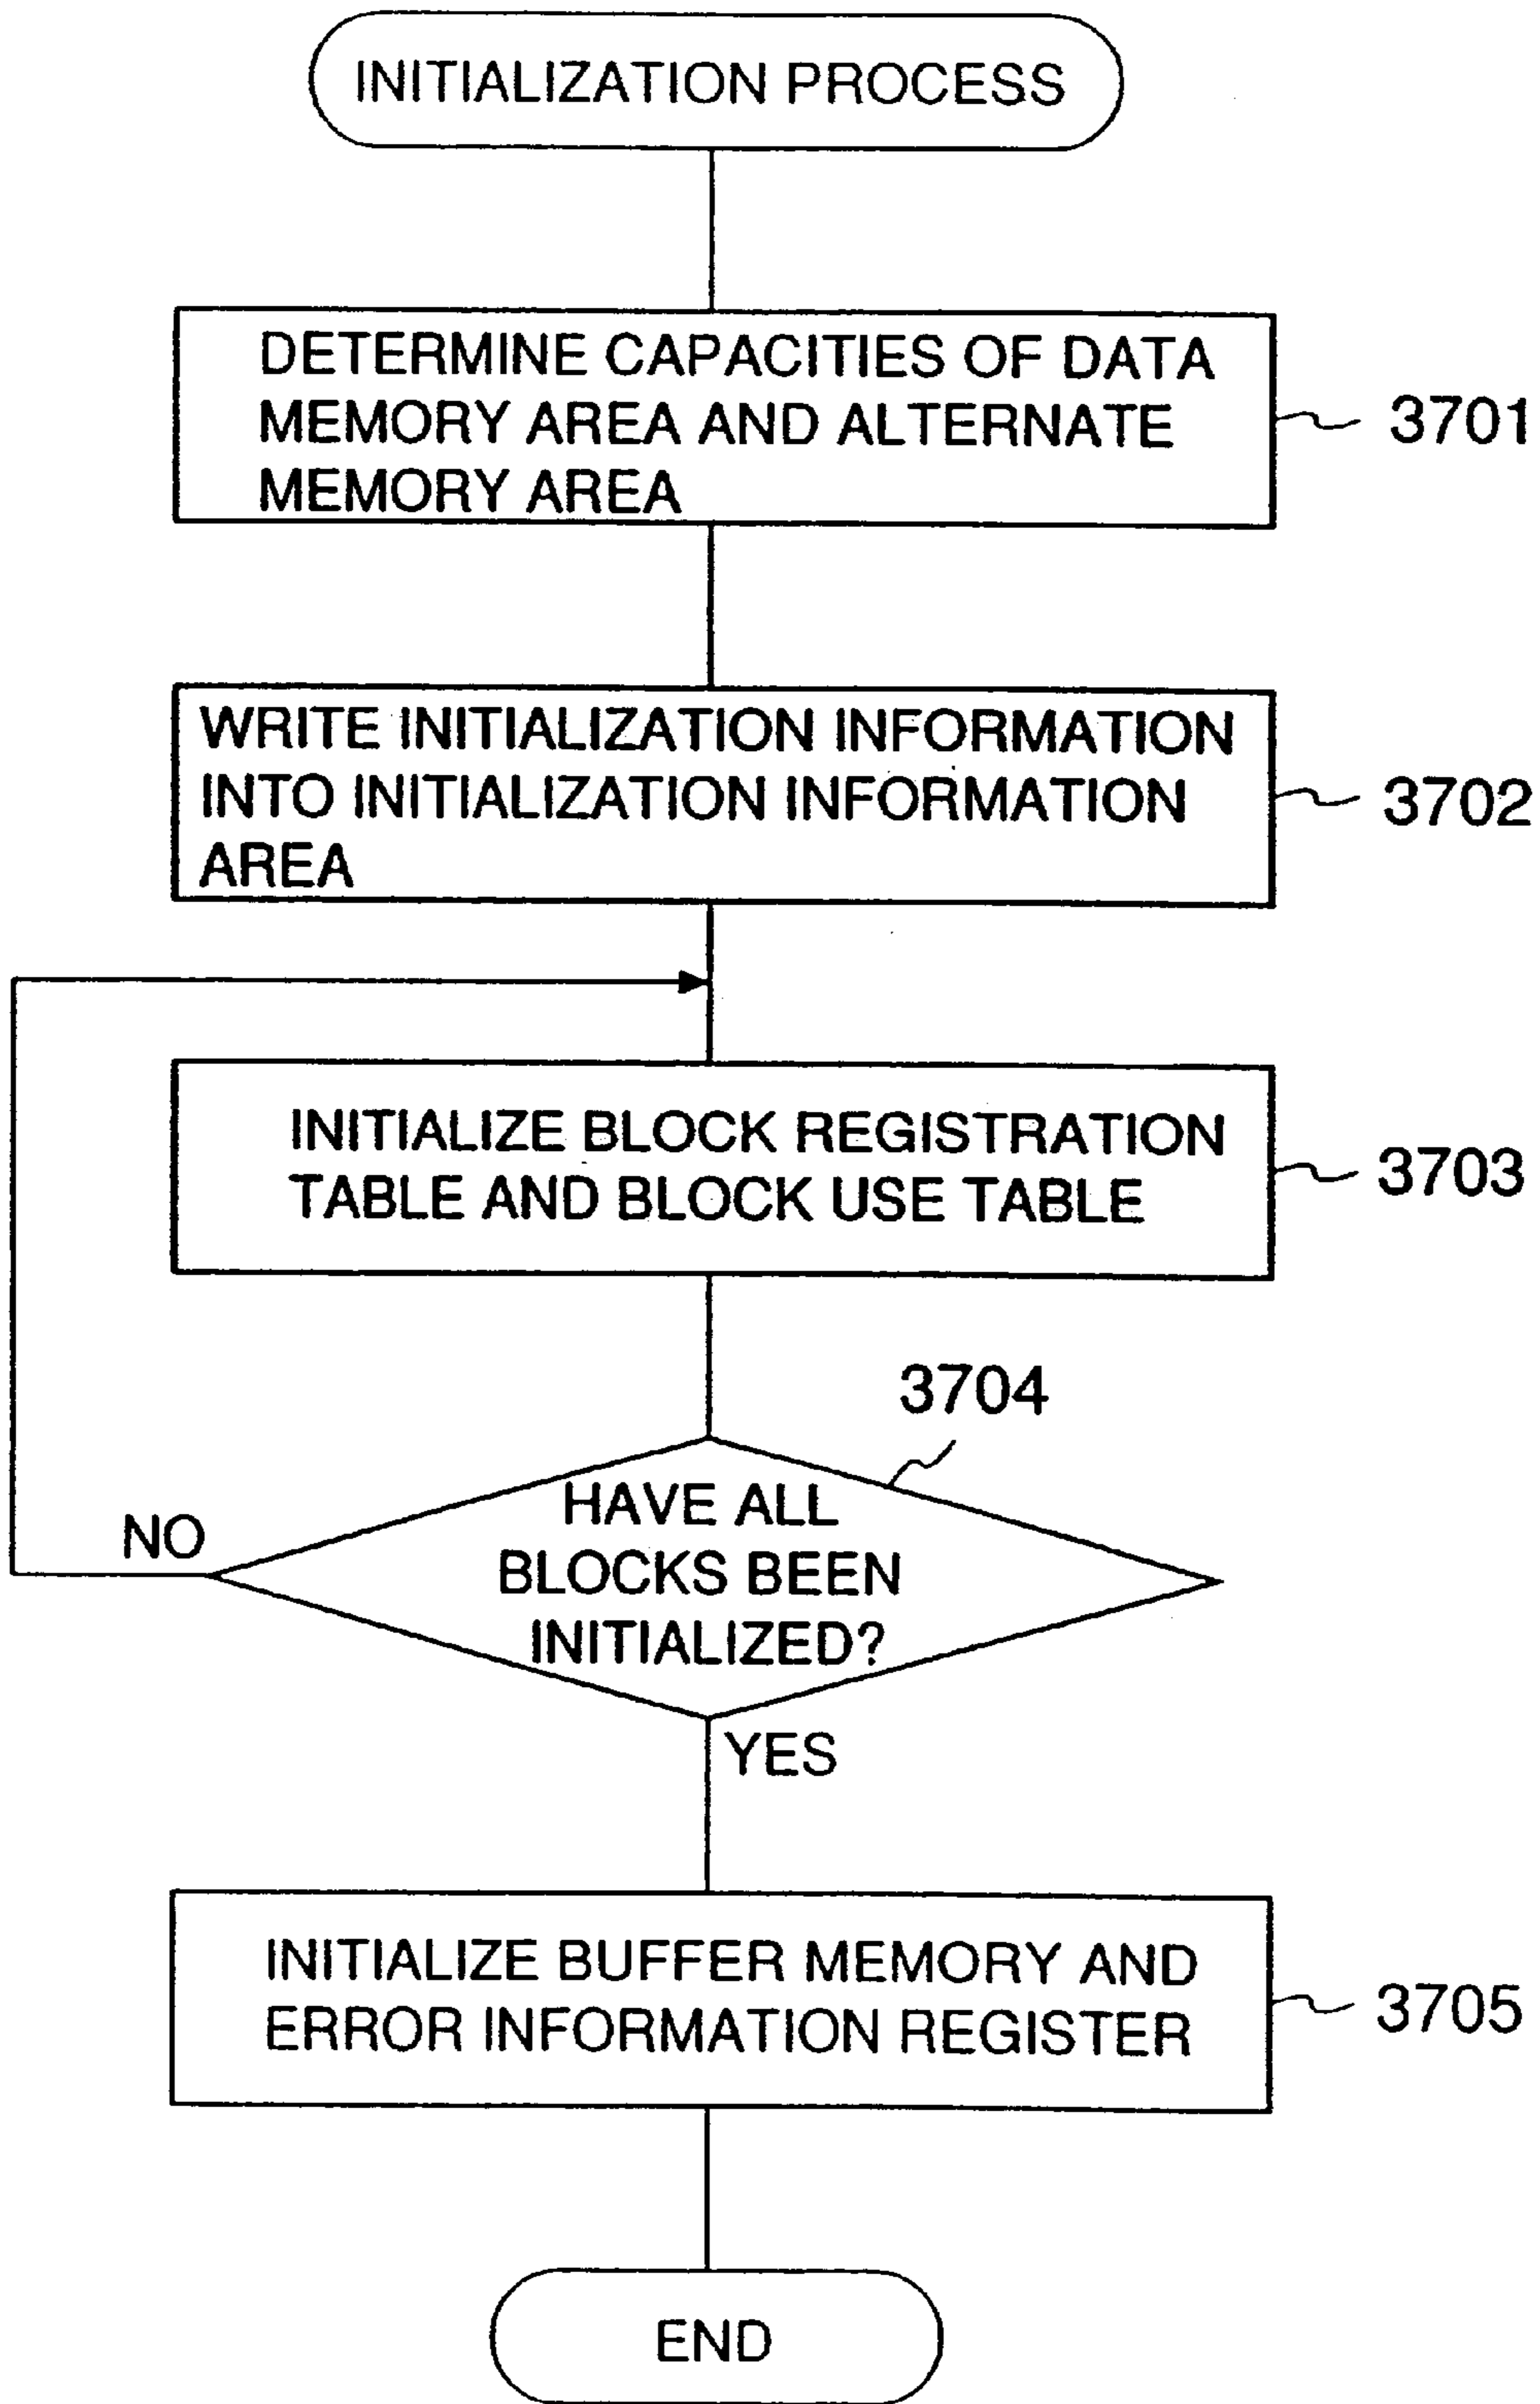 INITIALIZATION PROCESS
DETERMINE CAPACITIES OF DATA
MEMORY AREA AND ALTERNATE
MEMORY AREA
3701
WRITE INITIALIZATION INFORMATION
INTO INITIALIZATION INFORMATION
AREA
3702
INITIALIZE BLOCK REGISTRATION
TABLE AND BLOCK USE TABLE
3703
3704
HAVE ALL
BLOCKS BEEN
INITIALIZED?
NO
YES
INITIALIZE BUFFER MEMORY AND
ERROR INFORMATION REGISTER
3705
END